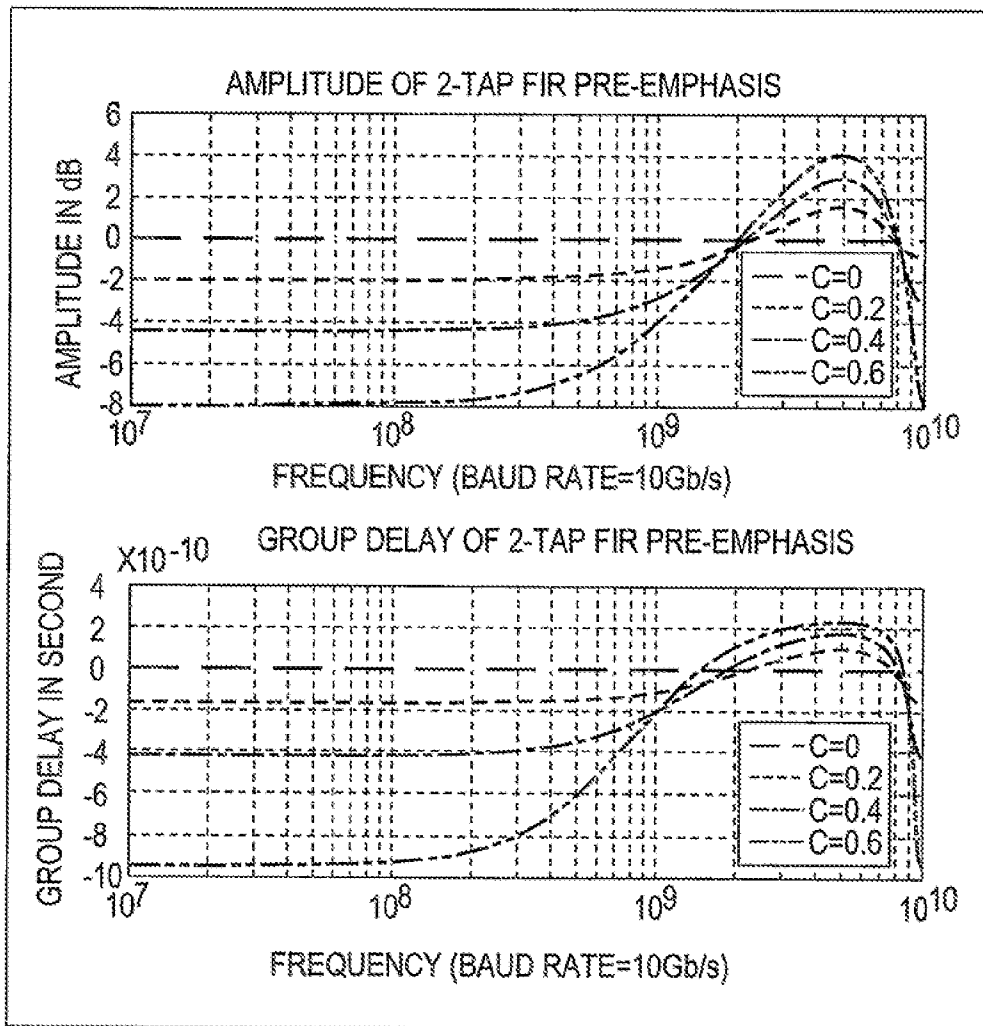 AMPLITUDE OF 2-TAP FIR PRE-EMPHASIS
AMPLITUDE IN dB
6
4
2
0
-2
-4
-6
-8
C=0
C=0.2
C=0.4
C=0.6
10^7
10^8
10^9
10^10
FREQUENCY (BAUD RATE=10Gb/s)
X10^-10
GROUP DELAY OF 2-TAP FIR PRE-EMPHASIS
GROUP DELAY IN SECOND
4
2
0
-2
-4
-6
-8
-10
C=0
C=0.2
C=0.4
C=0.6
10^7
10^8
10^9
10^10
FREQUENCY (BAUD RATE=10Gb/s)